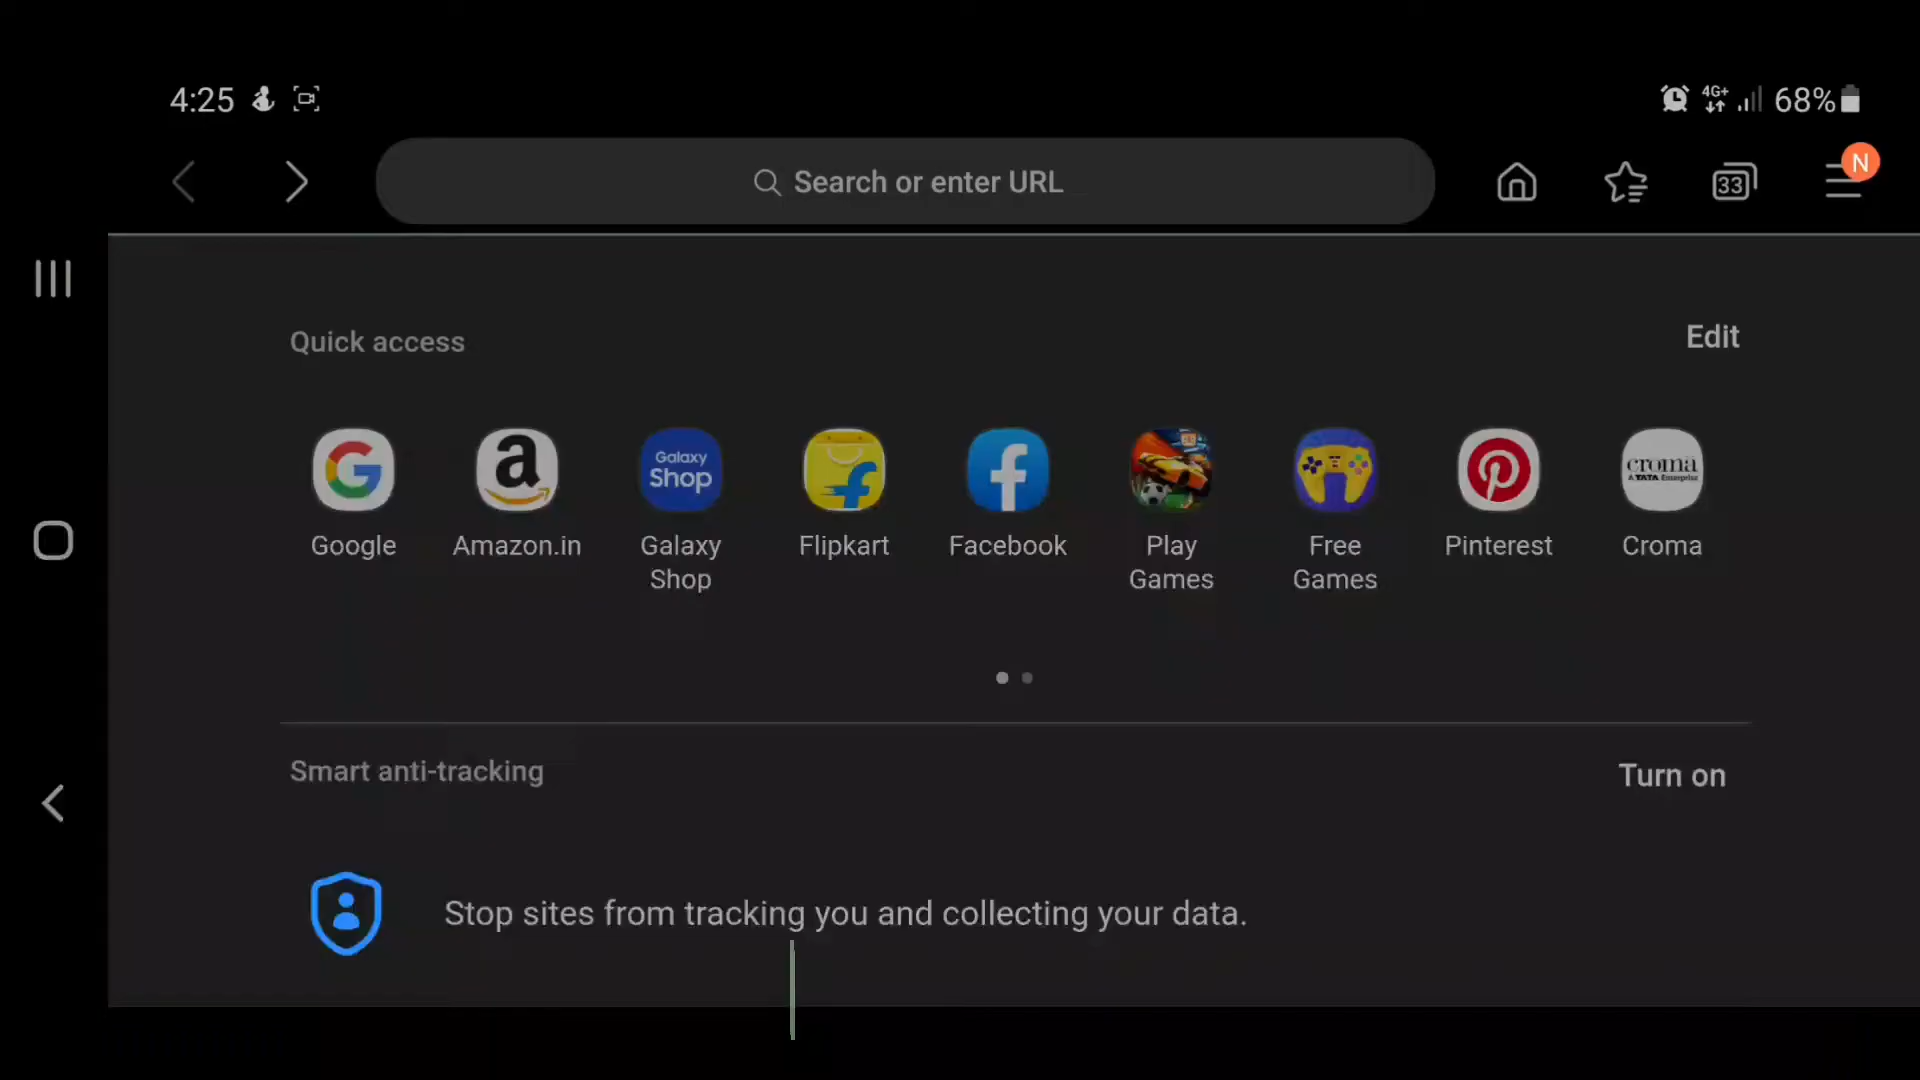 4:25
4G+ 68%
Search or enter URL
33
N
Quick access
Edit
Galaxy
Shop
croma
A TATA Enterprise
Google
Amazon.in
Galaxy
Shop
Flipkart
Facebook
Play
Games
Free
Games
Pinterest
Croma
Smart anti-tracking
Turn on
Stop sites from tracking you and collecting your data.